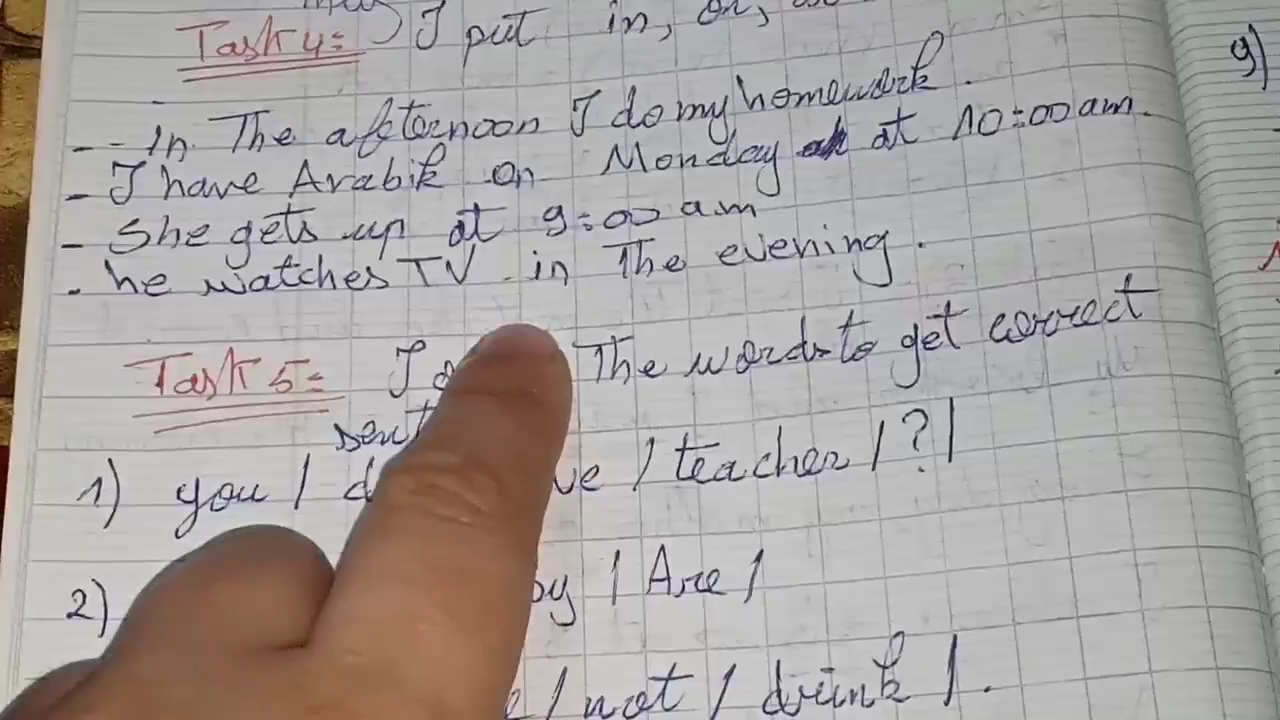 Task 4= I put in, on,
- - in The afternoon I do my homework.
- I have Arabik on Monday at 10:00 am.
- She gets up at 9:00 a.m
- he watches TV in The evening.
Task 5= I The words to get correct
1) you / / teacher / ? /
2) / Are /
/ not / drink / .
9)